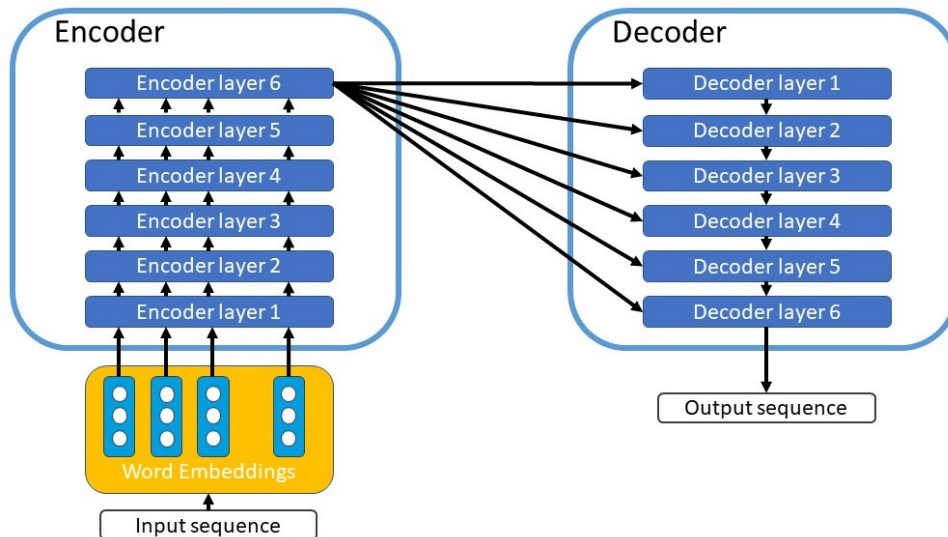 Encoder
Encoder layer 6
Encoder layer 5
Encoder layer 4
Encoder layer 3
Encoder layer 2
Encoder layer 1
Word Embeddings
Input sequence
Decoder
Decoder layer 1
Decoder layer 2
Decoder layer 3
Decoder layer 4
Decoder layer 5
Decoder layer 6
Output sequence